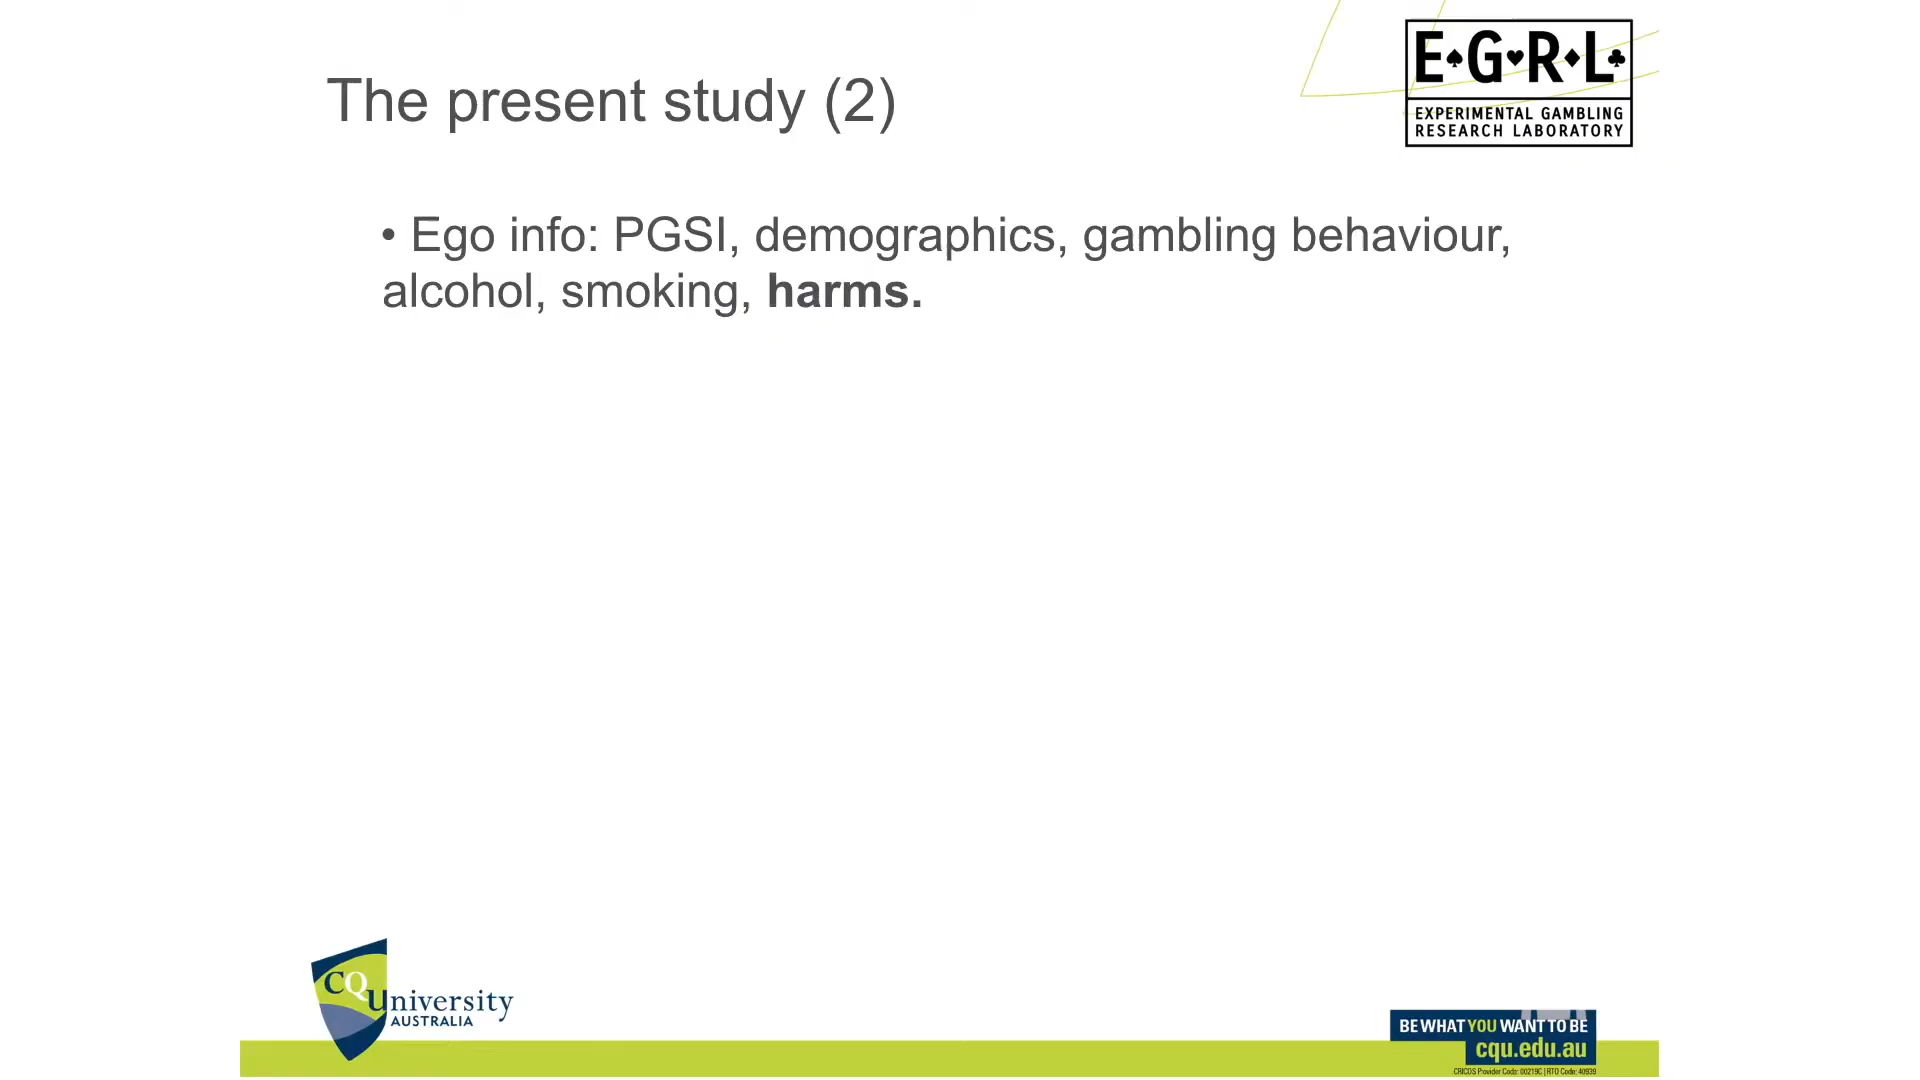 The present study (2)
E♠G♥R♦L♣
EXPERIMENTAL GAMBLING
RESEARCH LABORATORY
• Ego info: PGSI, demographics, gambling behaviour,
alcohol, smoking, harms.
CQUniversity
AUSTRALIA
BE WHAT YOU WANT TO BE
cqu.edu.au
CRICOS Provider Code: 00219C | RTO Code: 40939